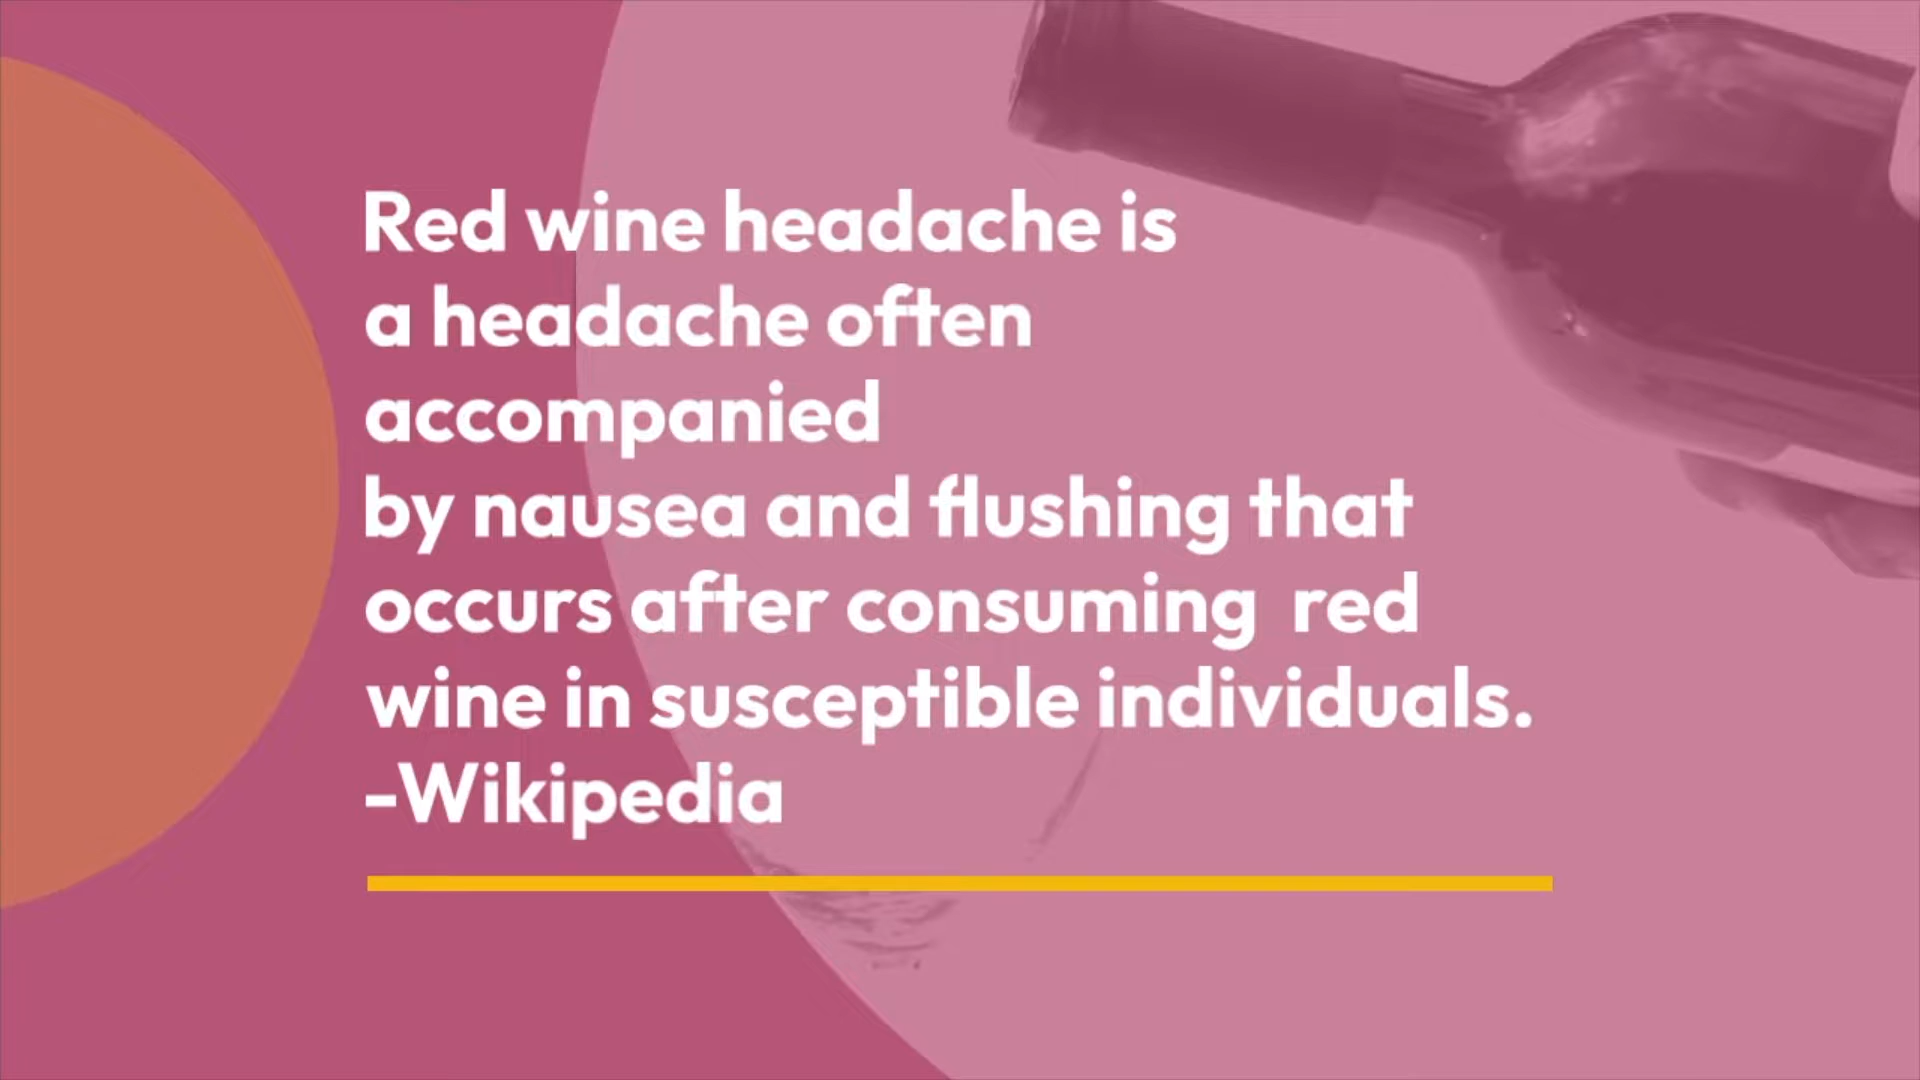 Red wine headache is
a headache often
accompanied
by nausea and flushing that
occurs after consuming  red
wine in susceptible individuals.
-Wikipedia